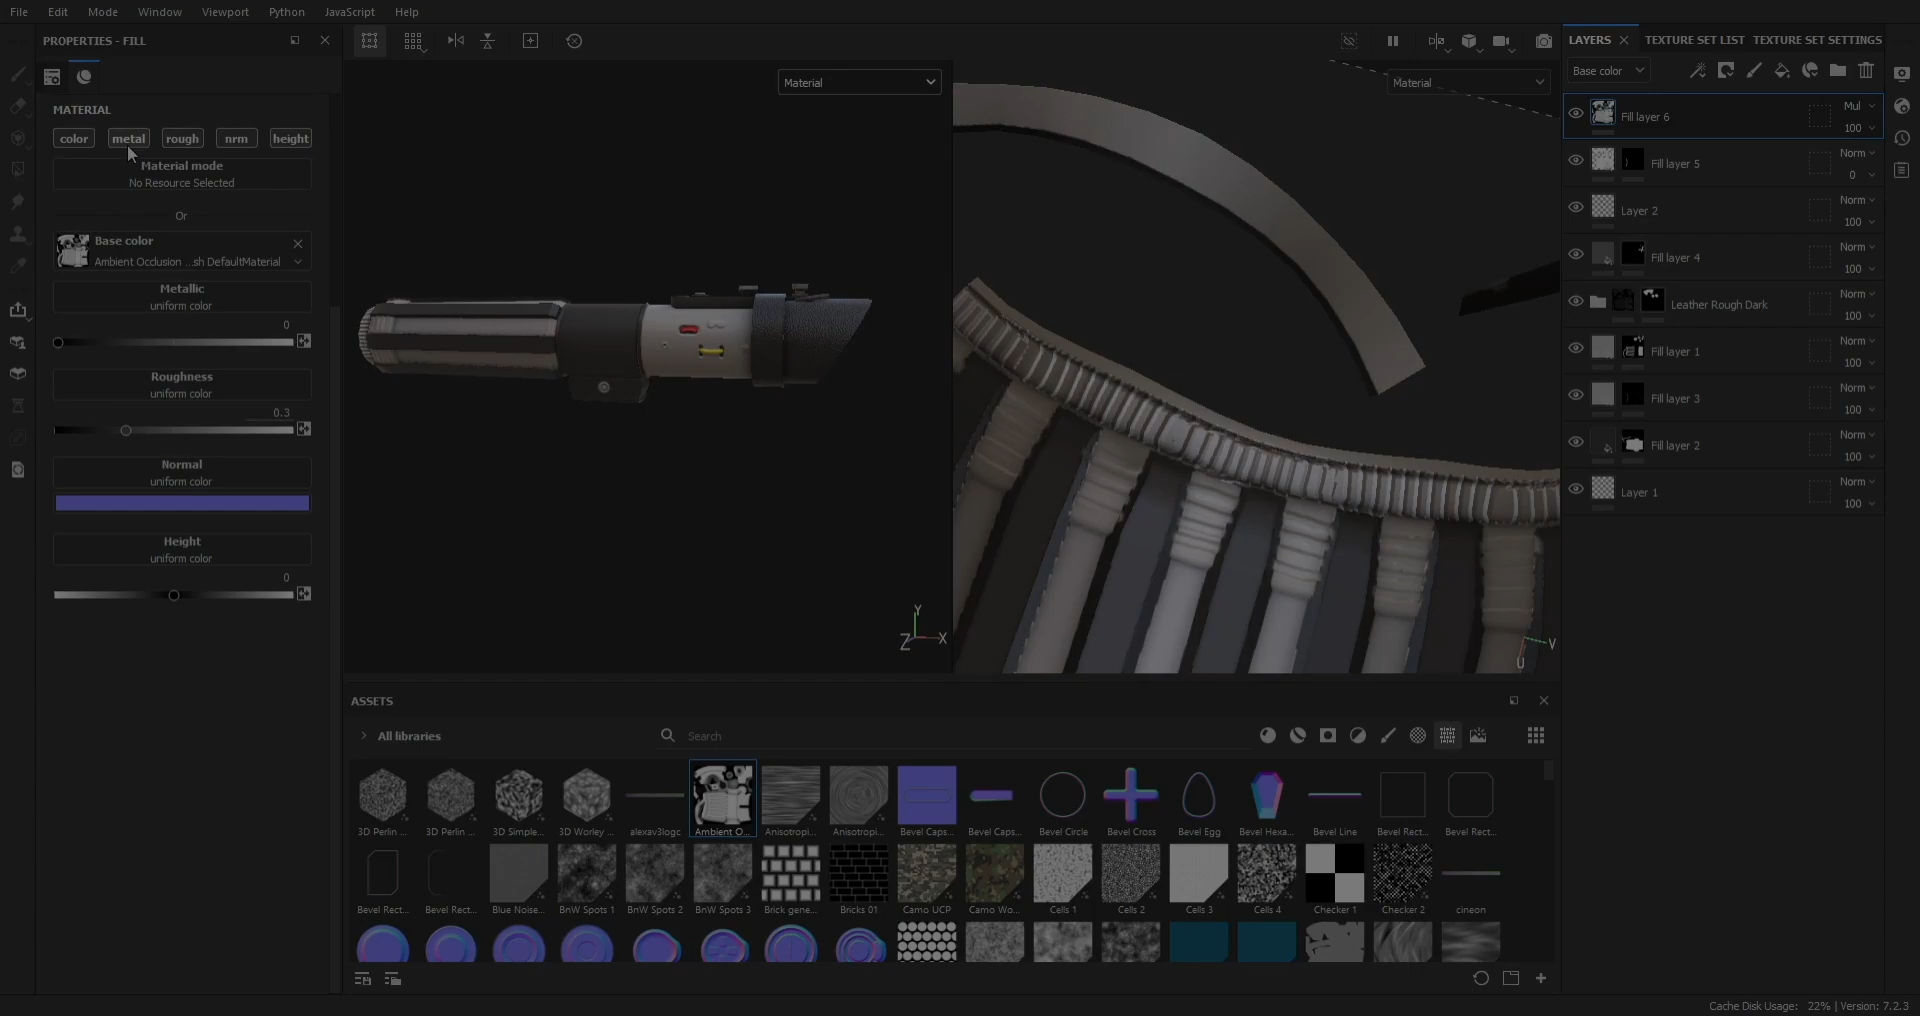 File Edit Mode Window Viewport Python JavaScript Help
PROPERTIES - FILL
MATERIAL
color metal rough nrm height
Material mode
No Resource Selected
Or
Base color
Ambient Occlusion ...sh DefaultMaterial
Metallic
uniform color
0
Roughness
uniform color
0.3
Normal
uniform color
Height
uniform color
0
Material
Y
Z X
Material
V
U
ASSETS
All libraries
Search
3D Perlin ... 3D Perlin ... 3D Simple... 3D Worley ... alexav3logc Ambient O... Anisotropi... Anisotropi... Bevel Caps... Bevel Caps... Bevel Circle Bevel Cross Bevel Egg Bevel Hexa... Bevel Line Bevel Rect... Bevel Rect...
Bevel Rect... Bevel Rect... Blue Noise... BnW Spots 1 BnW Spots 2 BnW Spots 3 Brick gene... Bricks 01 Camo UCP Camo Wo... Cells 1 Cells 2 Cells 3 Cells 4 Checker 1 Checker 2 cineon
LAYERS TEXTURE SET LIST TEXTURE SET SETTINGS
Base color
Fill layer 6 Mul 100
Fill layer 5 Norm 0
Layer 2 Norm 100
Fill layer 4 Norm 100
Leather Rough Dark Norm 100
Fill layer 1 Norm 100
Fill layer 3 Norm 100
Fill layer 2 Norm 100
Layer 1 Norm 100
Cache Disk Usage: 22% | Version: 7.2.3